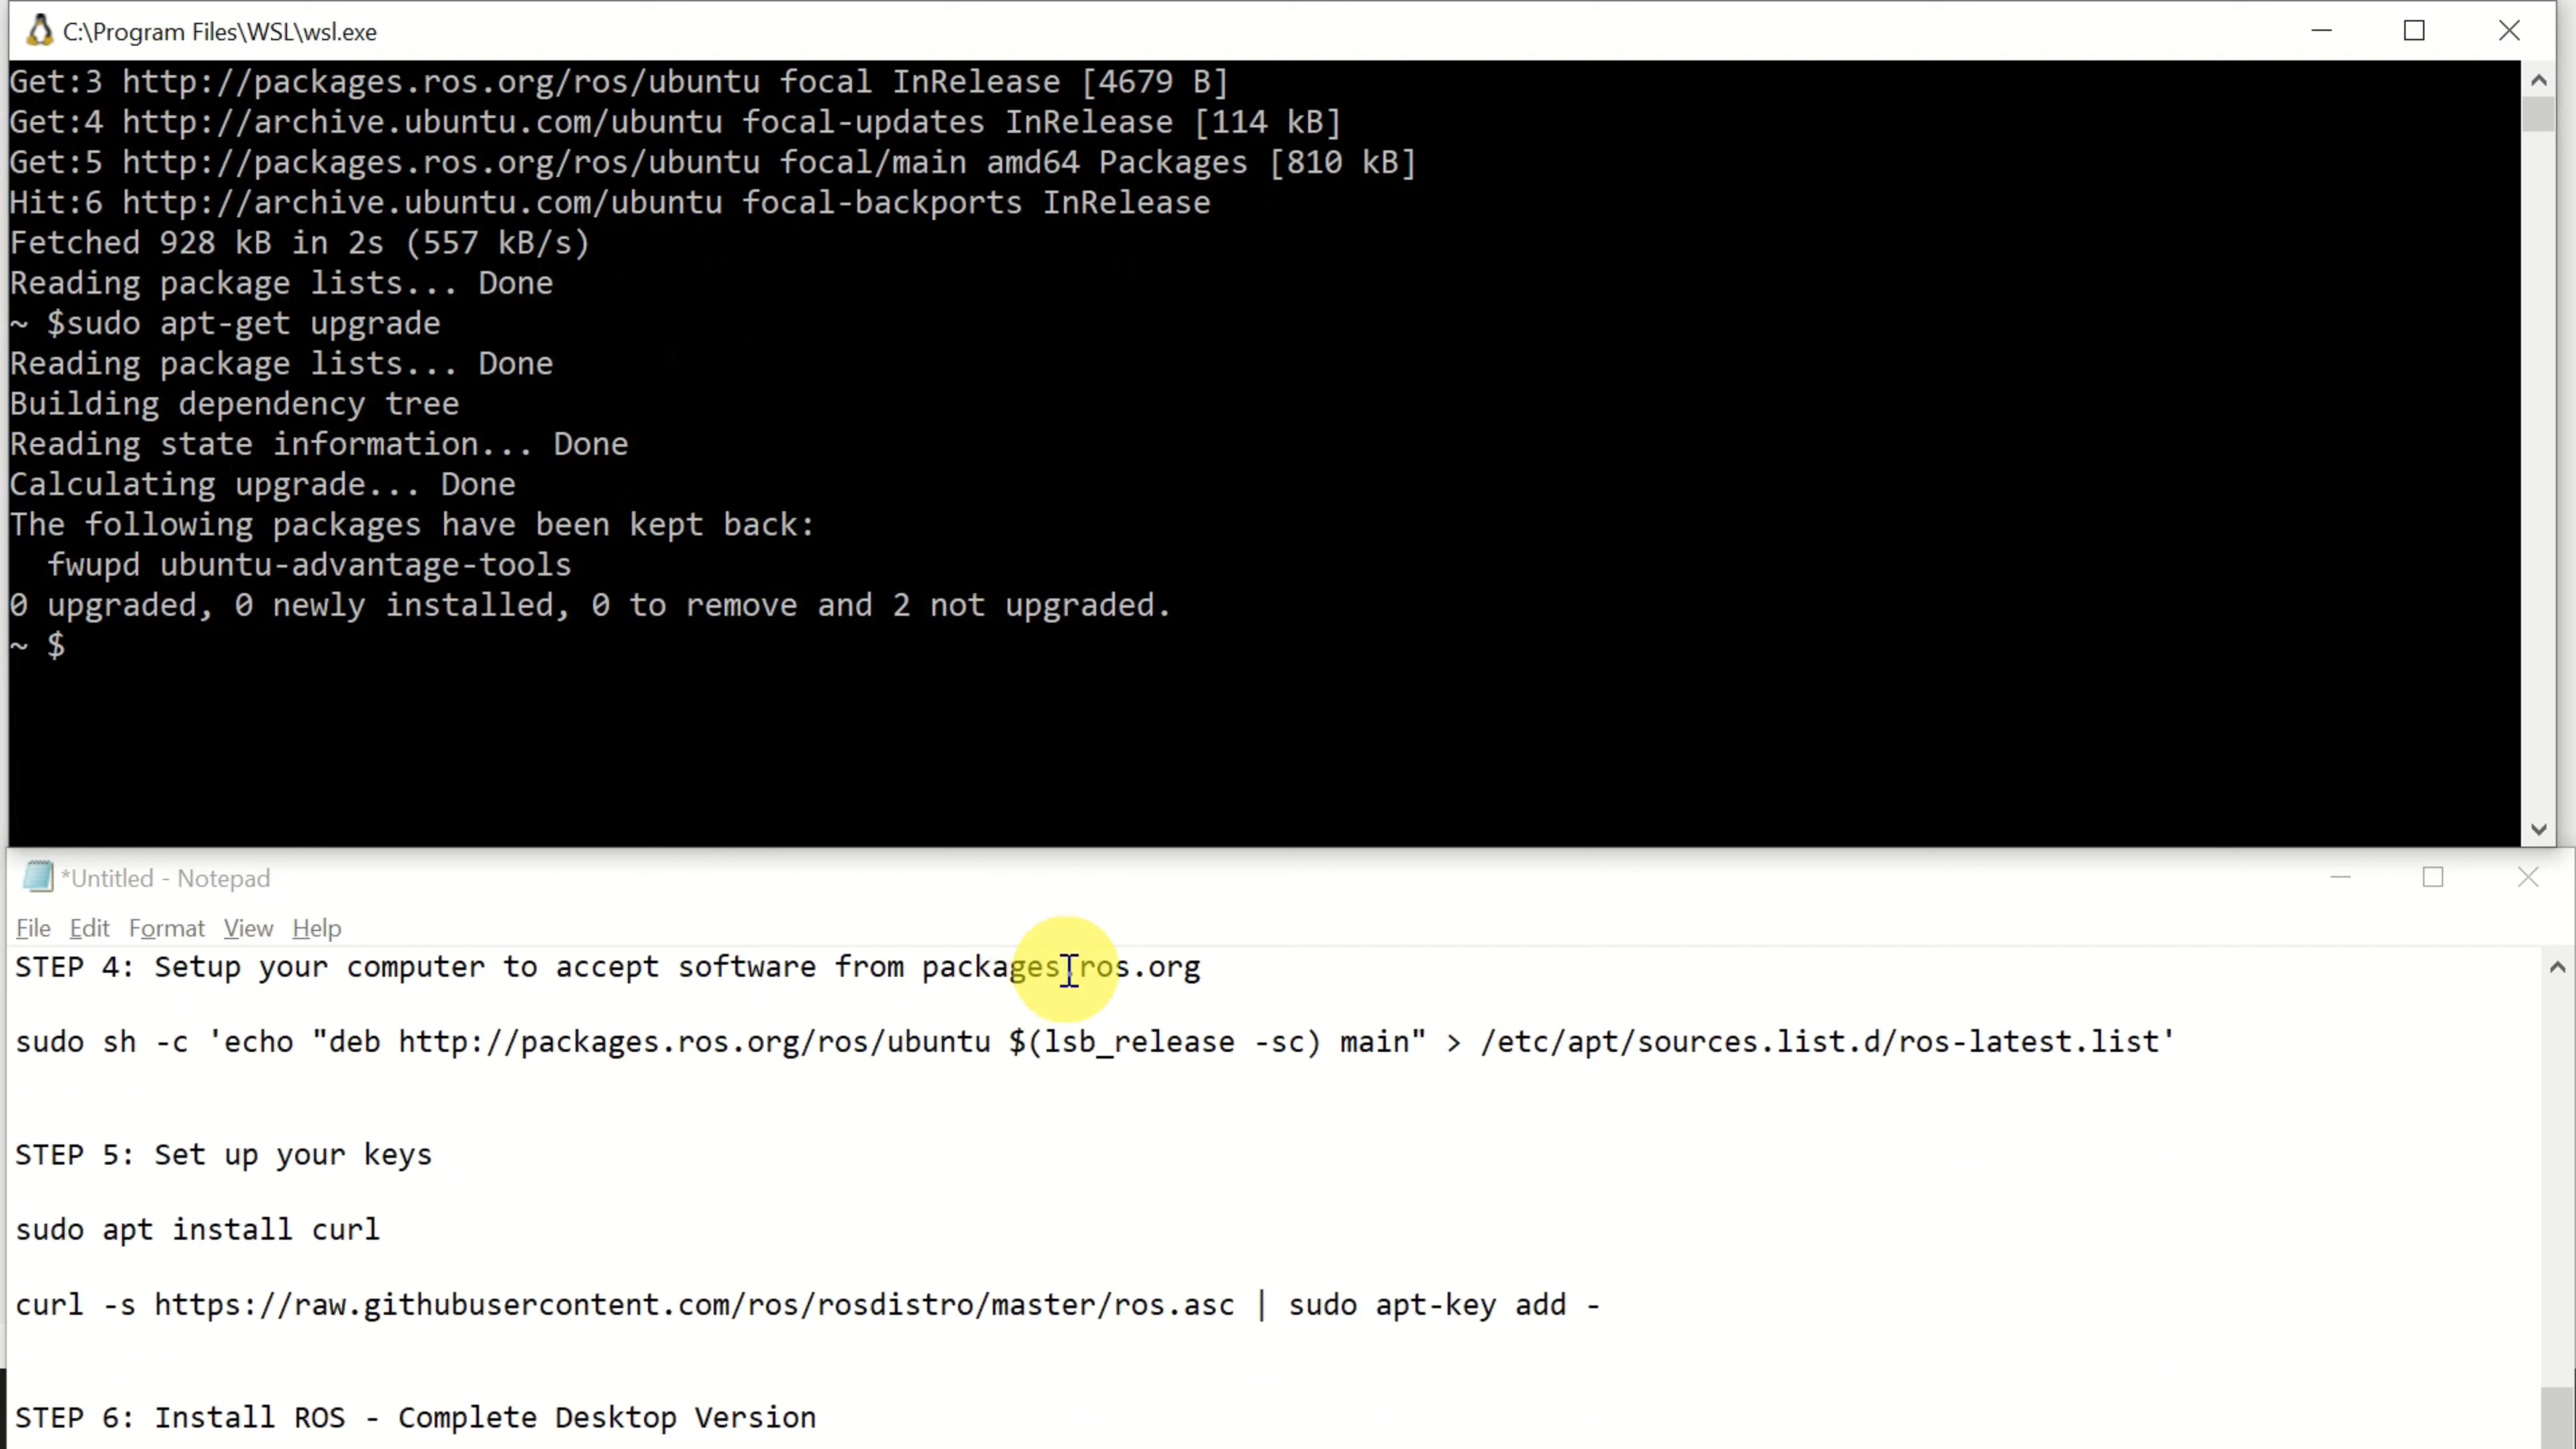 C:\Program Files\WSL\wsl.exe
Get:3 http://packages.ros.org/ros/ubuntu focal InRelease [4679 B]
Get:4 http://archive.ubuntu.com/ubuntu focal-updates InRelease [114 kB]
Get:5 http://packages.ros.org/ros/ubuntu focal/main amd64 Packages [810 kB]
Hit:6 http://archive.ubuntu.com/ubuntu focal-backports InRelease
Fetched 928 kB in 2s (557 kB/s)
Reading package lists... Done
~ $sudo apt-get upgrade
Reading package lists... Done
Building dependency tree
Reading state information... Done
Calculating upgrade... Done
The following packages have been kept back:
  fwupd ubuntu-advantage-tools
0 upgraded, 0 newly installed, 0 to remove and 2 not upgraded.
~ $
*Untitled - Notepad
File Edit Format View Help
STEP 4: Setup your computer to accept software from packages.ros.org
sudo sh -c 'echo "deb http://packages.ros.org/ros/ubuntu $(lsb_release -sc) main" > /etc/apt/sources.list.d/ros-latest.list'
STEP 5: Set up your keys
sudo apt install curl
curl -s https://raw.githubusercontent.com/ros/rosdistro/master/ros.asc | sudo apt-key add -
STEP 6: Install ROS - Complete Desktop Version